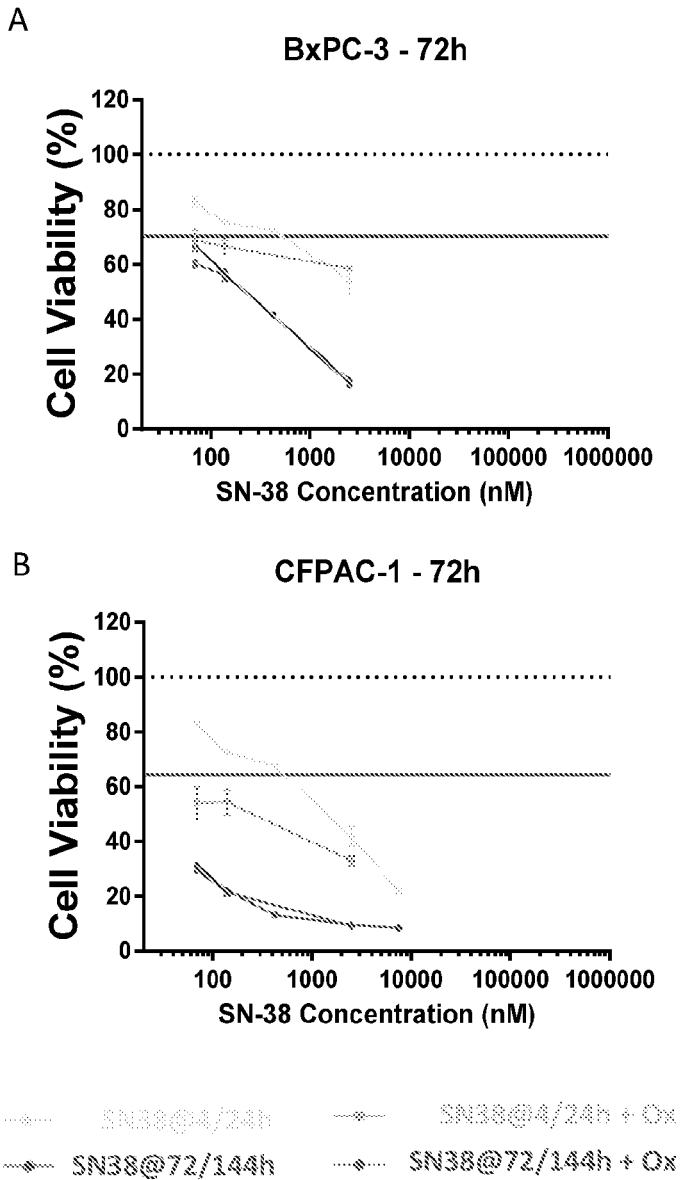 A
BxPC-3 - 72h
Cell Viability (%)
120
100
80
60
40
20
0
100 1000 10000 100000 1000000
SN-38 Concentration (nM)
B
CFPAC-1 - 72h
Cell Viability (%)
120
100
80
60
40
20
0
100 1000 10000 100000 1000000
SN-38 Concentration (nM)
SN38@4/24h SN38@4/24h + Ox
SN38@72/144h SN38@72/144h + Ox